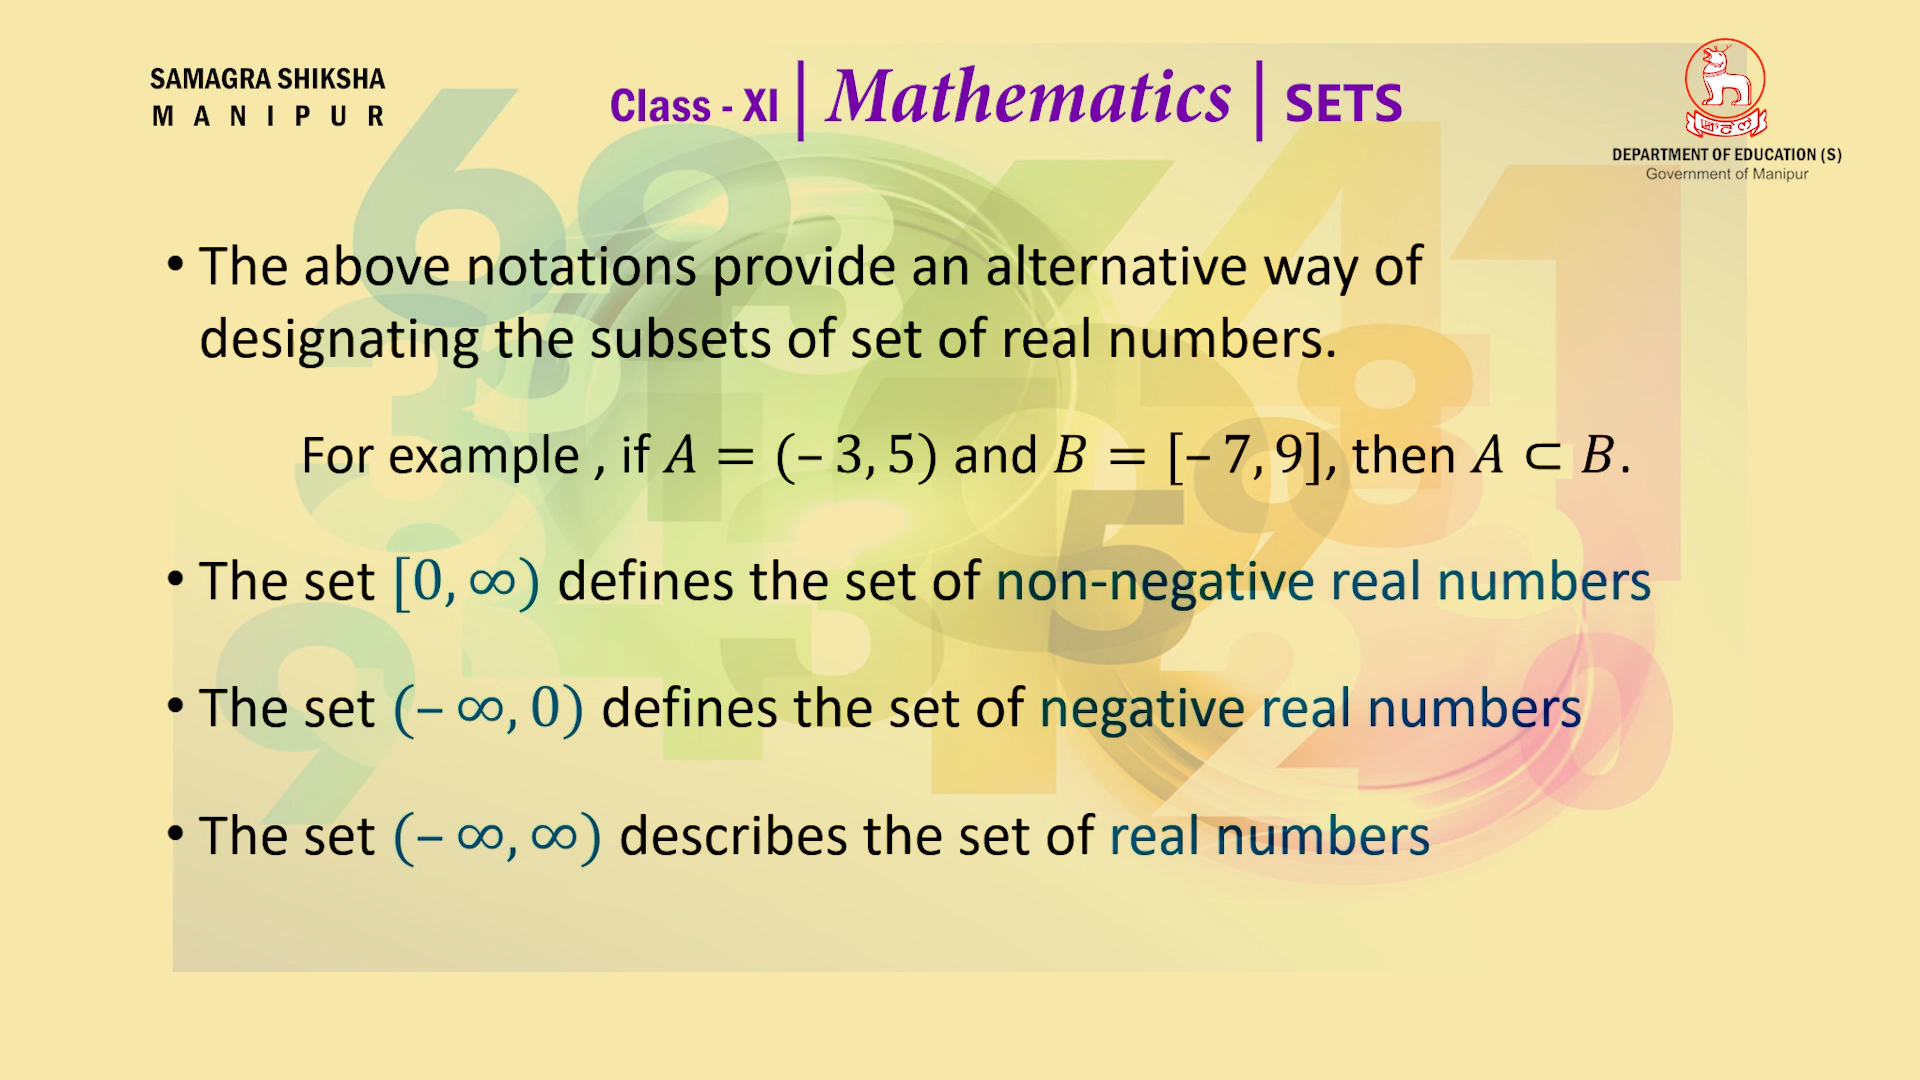 SAMAGRA SHIKSHA
MANIPUR
Class - XI | Mathematics | SETS
DEPARTMENT OF EDUCATION (S)
Government of Manipur
• The above notations provide an alternative way of
designating the subsets of set of real numbers.
For example , if A = (– 3, 5) and B = [– 7, 9], then A ⊂ B.
• The set [0, ∞) defines the set of non-negative real numbers
• The set (– ∞, 0) defines the set of negative real numbers
• The set (– ∞, ∞) describes the set of real numbers